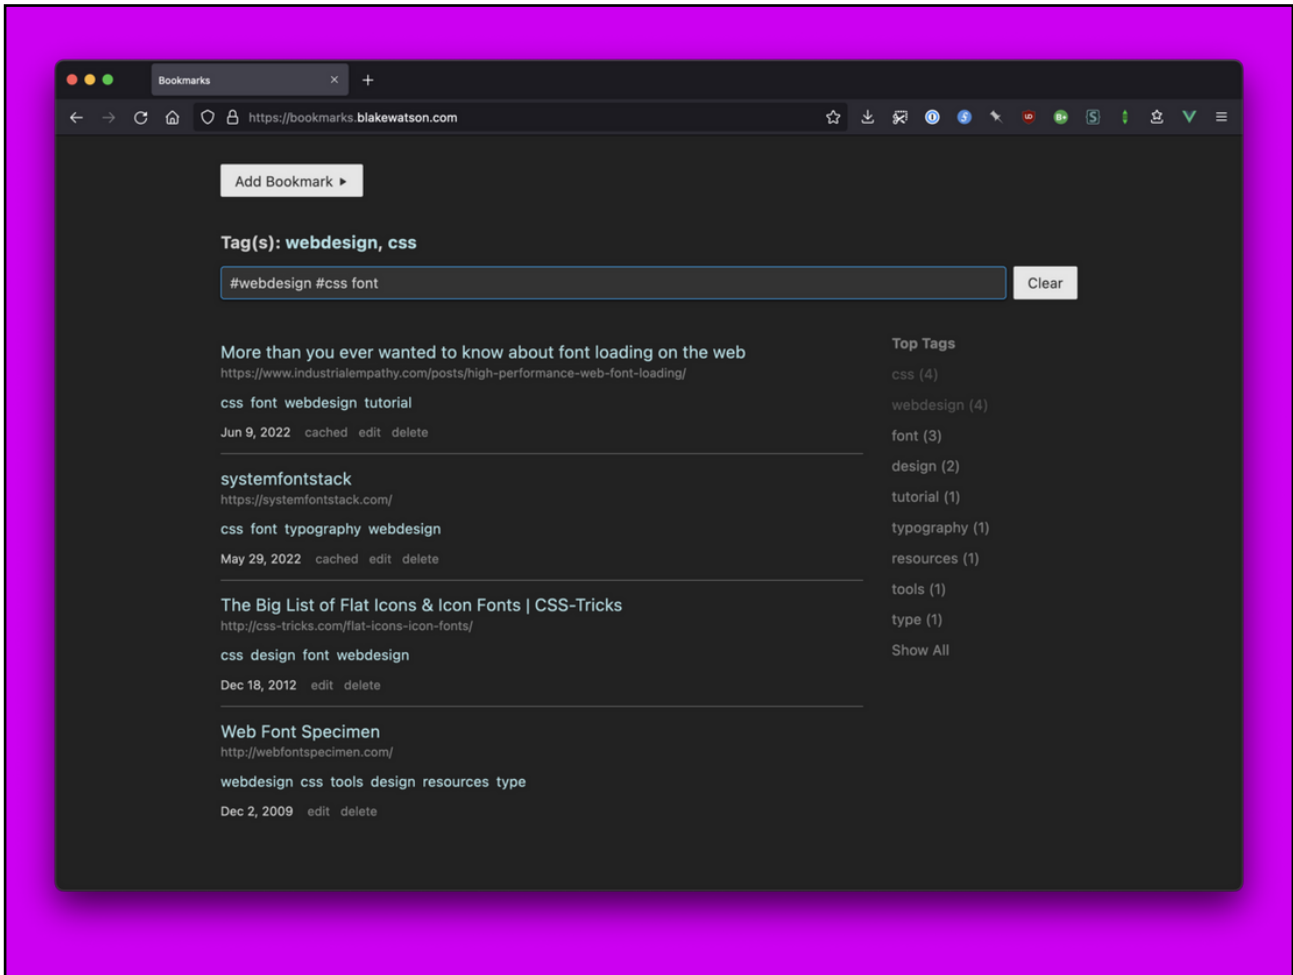 Bookmarks
https://bookmarks.blakewatson.com
Add Bookmark ▸
Tag(s): webdesign, css
#webdesign #css font
Clear
More than you ever wanted to know about font loading on the web
https://www.industrialempathy.com/posts/high-performance-web-font-loading/
css font webdesign tutorial
Jun 9, 2022 cached edit delete
systemfontstack
https://systemfontstack.com/
css font typography webdesign
May 29, 2022 cached edit delete
The Big List of Flat Icons & Icon Fonts | CSS-Tricks
http://css-tricks.com/flat-icons-icon-fonts/
css design font webdesign
Dec 18, 2012 edit delete
Web Font Specimen
http://webfontspecimen.com/
webdesign css tools design resources type
Dec 2, 2009 edit delete
Top Tags
css (4)
webdesign (4)
font (3)
design (2)
tutorial (1)
typography (1)
resources (1)
tools (1)
type (1)
Show All